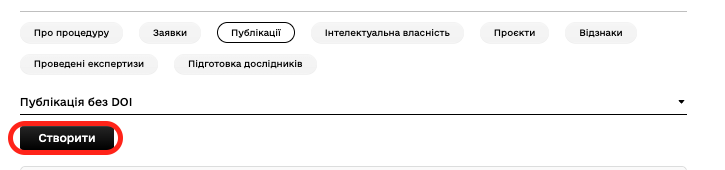 Про процедуру Заявки Публікації Інтелектуальна власність Проєкти Відзнаки
Проведені експертизи Підготовка дослідників
Публікація без DOI
Створити